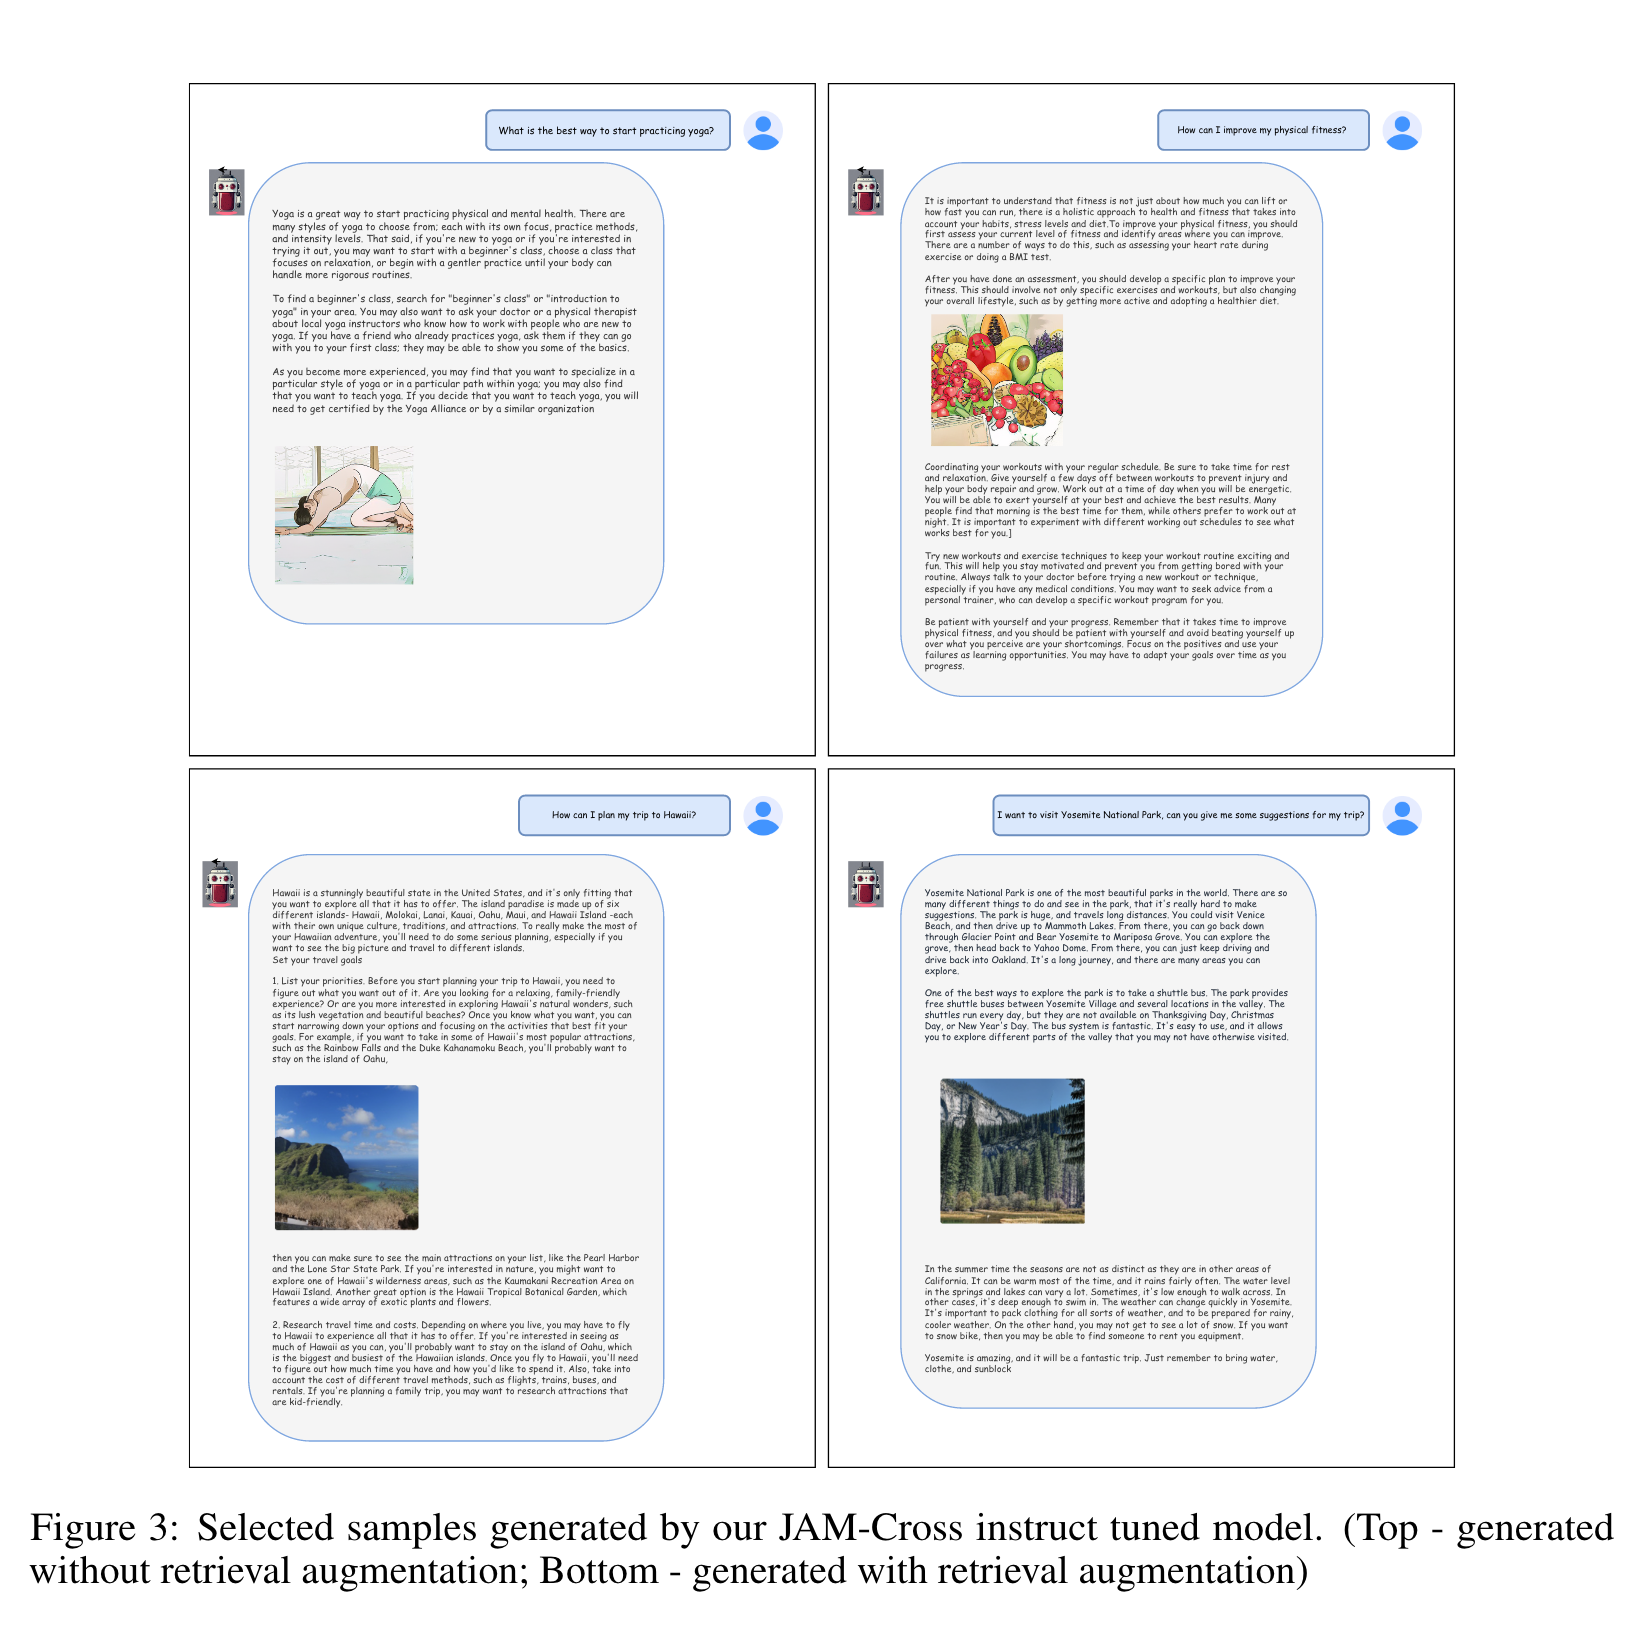 What is the best way to start practicing yoga?
Yoga is a great way to start practicing physical and mental health. There are
many styles of yoga to choose from; each with its own focus, practice methods,
and intensity levels. That said, if you're new to yoga or if you're interested in
trying it out, you may want to start with a beginner's class, choose a class that
focuses on relaxation, or begin with a gentler practice until your body can
handle more rigorous routines.
To find a beginner's class, search for "beginner's class" or "introduction to
yoga" in your area. You may also want to ask your doctor or a physical therapist
about local yoga instructors who know how to work with people who are new to
yoga. If you have a friend who already practices yoga, ask them if they can go
with you to your first class; they may be able to show you some of the basics.
As you become more experienced, you may find that you want to specialize in a
particular style of yoga or in a particular path within yoga; you may also find
that you want to teach yoga. If you decide that you want to teach yoga, you will
need to get certified by the Yoga Alliance or by a similar organization
How can I improve my physical fitness?
It is important to understand that fitness is not just about how much you can lift or
how fast you can run, there is a holistic approach to health and fitness that takes into
account your habits, stress levels and diet.To improve your physical fitness, you should
first assess your current level of fitness and identify areas where you can improve.
There are a number of ways to do this, such as assessing your heart rate during
exercise or doing a BMI test.
After you have done an assessment, you should develop a specific plan to improve your
fitness. This should involve not only specific exercises and workouts, but also changing
your overall lifestyle, such as by getting more active and adopting a healthier diet.
Coordinating your workouts with your regular schedule. Be sure to take time for rest
and relaxation. Give yourself a few days off between workouts to prevent injury and
help your body repair and grow. Work out at a time of day when you will be energetic.
You will be able to exert yourself at your best and achieve the best results. Many
people find that morning is the best time for them, while others prefer to work out at
night. It is important to experiment with different working out schedules to see what
works best for you.]
Try new workouts and exercise techniques to keep your workout routine exciting and
fun. This will help you stay motivated and prevent you from getting bored with your
routine. Always talk to your doctor before trying a new workout or technique,
especially if you have any medical conditions. You may want to seek advice from a
personal trainer, who can develop a specific workout program for you.
Be patient with yourself and your progress. Remember that it takes time to improve
physical fitness, and you should be patient with yourself and avoid beating yourself up
over what you perceive are your shortcomings. Focus on the positives and use your
failures as learning opportunities. You may have to adapt your goals over time as you
progress.
How can I plan my trip to Hawaii?
Hawaii is a stunningly beautiful state in the United States, and it's only fitting that
you want to explore all that it has to offer. The island paradise is made up of six
different islands- Hawaii, Molokai, Lanai, Kauai, Oahu, Maui, and Hawaii Island -each
with their own unique culture, traditions, and attractions. To really make the most of
your Hawaiian adventure, you'll need to do some serious planning, especially if you
want to see the big picture and travel to different islands.
Set your travel goals
1. List your priorities. Before you start planning your trip to Hawaii, you need to
figure out what you want out of it. Are you looking for a relaxing, family-friendly
experience? Or are you more interested in exploring Hawaii's natural wonders, such
as its lush vegetation and beautiful beaches? Once you know what you want, you can
start narrowing down your options and focusing on the activities that best fit your
goals. For example, if you want to take in some of Hawaii's most popular attractions,
such as the Rainbow Falls and the Duke Kahanamoku Beach, you'll probably want to
stay on the island of Oahu,
then you can make sure to see the main attractions on your list, like the Pearl Harbor
and the Lone Star State Park. If you're interested in nature, you might want to
explore one of Hawaii's wilderness areas, such as the Kaumakani Recreation Area on
Hawaii Island. Another great option is the Hawaii Tropical Botanical Garden, which
features a wide array of exotic plants and flowers.
2. Research travel time and costs. Depending on where you live, you may have to fly
to Hawaii to experience all that it has to offer. If you're interested in seeing as
much of Hawaii as you can, you'll probably want to stay on the island of Oahu, which
is the biggest and busiest of the Hawaiian islands. Once you fly to Hawaii, you'll need
to figure out how much time you have and how you'd like to spend it. Also, take into
account the cost of different travel methods, such as flights, trains, buses, and
rentals. If you're planning a family trip, you may want to research attractions that
are kid-friendly.
I want to visit Yosemite National Park, can you give me some suggestions for my trip?
Yosemite National Park is one of the most beautiful parks in the world. There are so
many different things to do and see in the park, that it's really hard to make
suggestions. The park is huge, and travels long distances. You could visit Venice
Beach, and then drive up to Mammoth Lakes. From there, you can go back down
through Glacier Point and Bear Yosemite to Mariposa Grove. You can explore the
grove, then head back to Yahoo Dome. From there, you can just keep driving and
drive back into Oakland. It's a long journey, and there are many areas you can
explore.
One of the best ways to explore the park is to take a shuttle bus. The park provides
free shuttle buses between Yosemite Village and several locations in the valley. The
shuttles run every day, but they are not available on Thanksgiving Day, Christmas
Day, or New Year's Day. The bus system is fantastic. It's easy to use, and it allows
you to explore different parts of the valley that you may not have otherwise visited.
In the summer time the seasons are not as distinct as they are in other areas of
California. It can be warm most of the time, and it rains fairly often. The water level
in the springs and lakes can vary a lot. Sometimes, it's low enough to walk across. In
other cases, it's deep enough to swim in. The weather can change quickly in Yosemite.
It's important to pack clothing for all sorts of weather, and to be prepared for rainy,
cooler weather. On the other hand, you may not get to see a lot of snow. If you want
to snow bike, then you may be able to find someone to rent you equipment.
Yosemite is amazing, and it will be a fantastic trip. Just remember to bring water,
clothe, and sunblock
Figure 3: Selected samples generated by our JAM-Cross instruct tuned model. (Top - generated
without retrieval augmentation; Bottom - generated with retrieval augmentation)